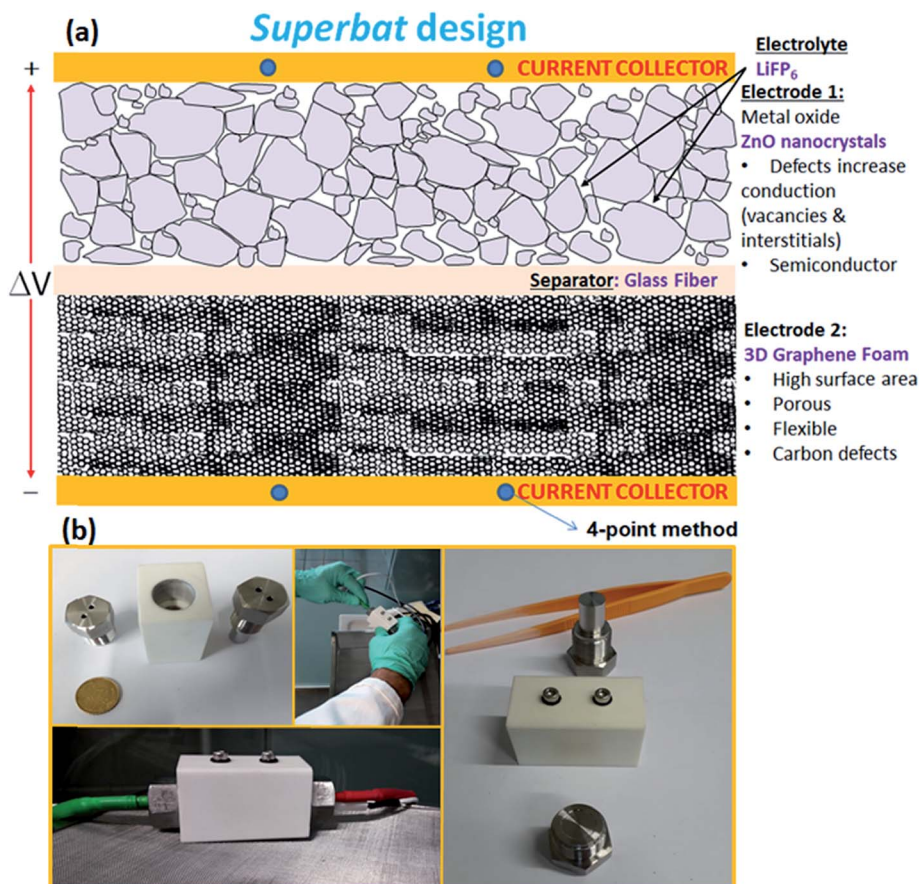 (a)
Superbat design
+
CURRENT COLLECTOR
Electrolyte
LiFP6
Electrode 1:
Metal oxide
ZnO nanocrystals
• Defects increase
conduction
(vacancies &
interstitials)
• Semiconductor
ΔV
Separator: Glass Fiber
Electrode 2:
3D Graphene Foam
• High surface area
• Porous
• Flexible
• Carbon defects
−
CURRENT COLLECTOR
4-point method
(b)